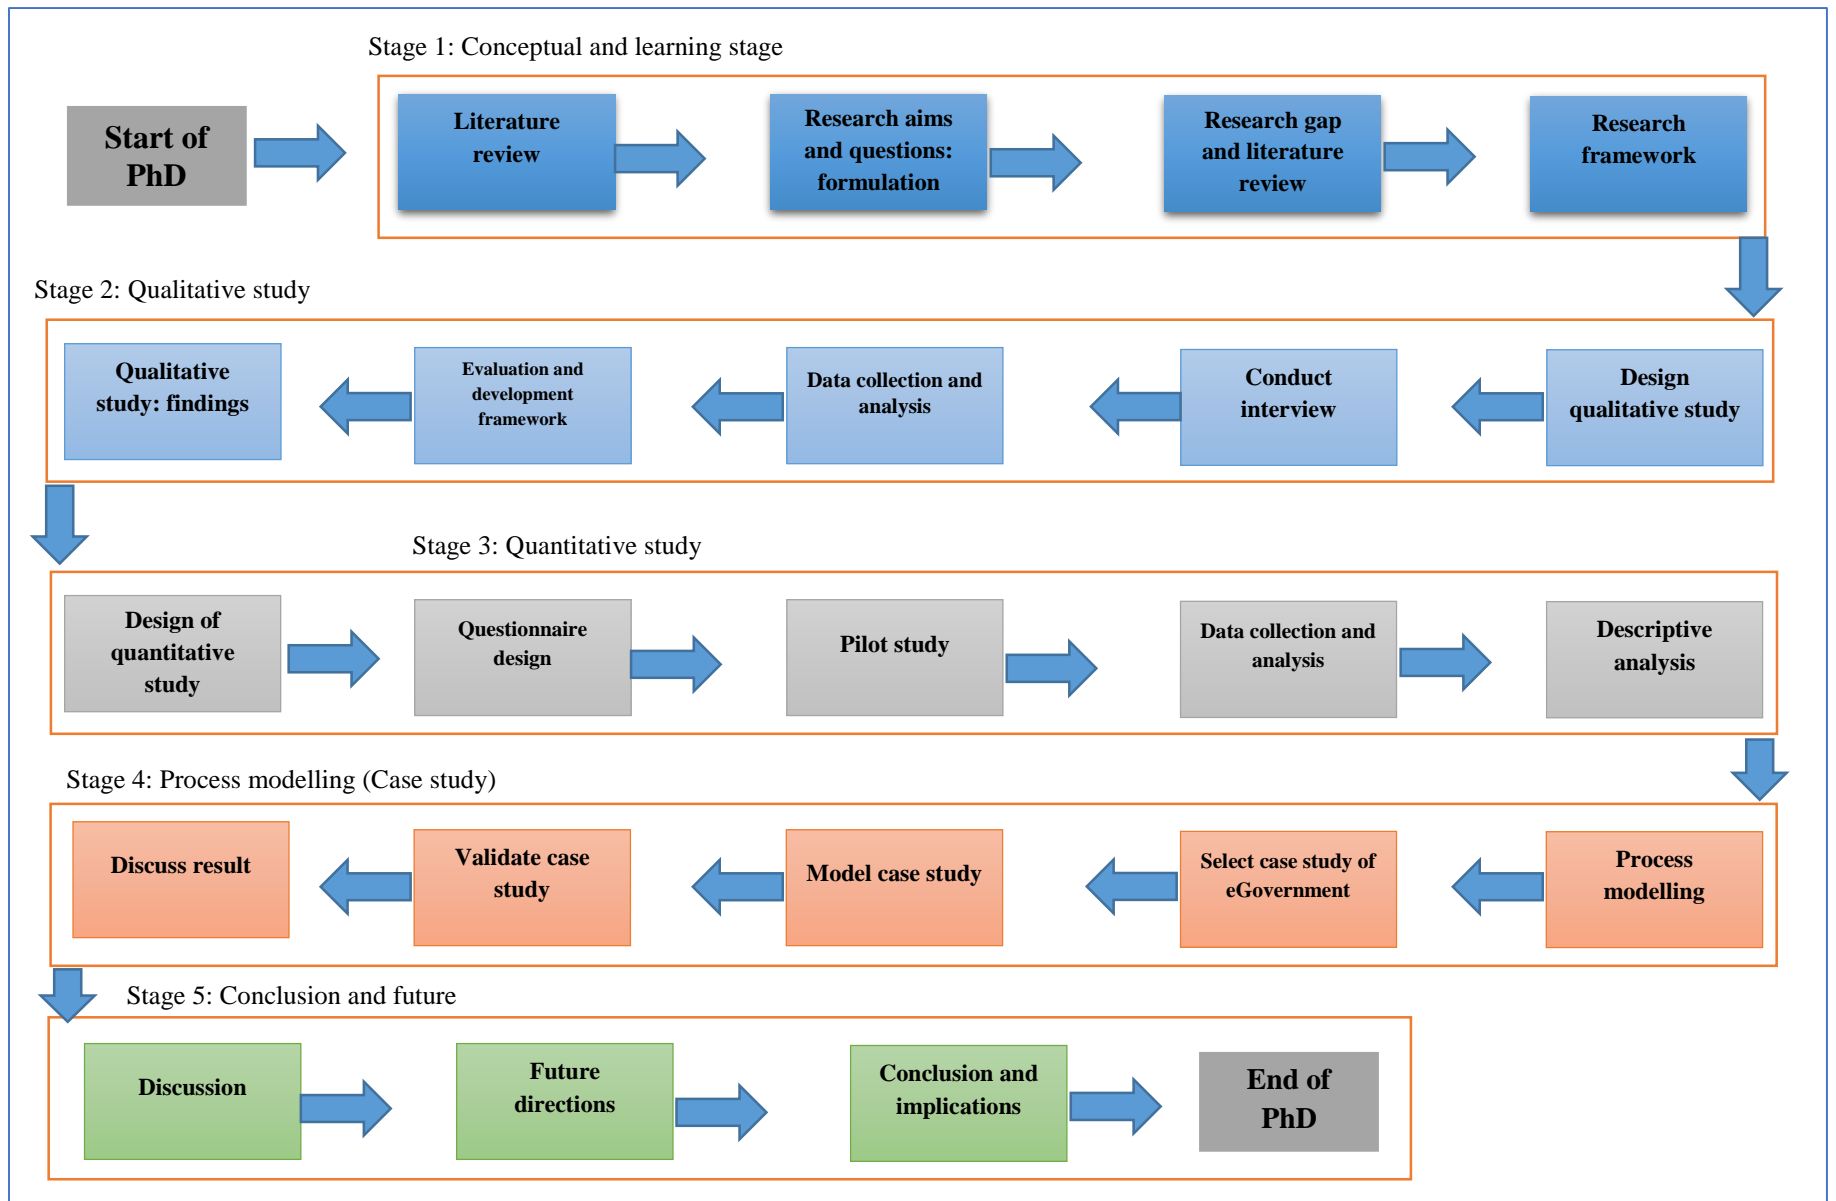 Stage 1: Conceptual and learning stage
Start of
PhD
Literature
review
Research aims
and questions:
formulation
Research gap
and literature
review
Research
framework
Stage 2: Qualitative study
Qualitative
study: findings
Evaluation and
development
framework
Data collection and
analysis
Conduct
interview
Design
qualitative study
Stage 3: Quantitative study
Design of
quantitative
study
Questionnaire
design
Pilot study
Data collection and
analysis
Descriptive
analysis
Stage 4: Process modelling (Case study)
Discuss result
Validate case
study
Model case study
Select case study of
eGovernment
Process
modelling
Stage 5: Conclusion and future
Discussion
Future
directions
Conclusion and
implications
End of
PhD